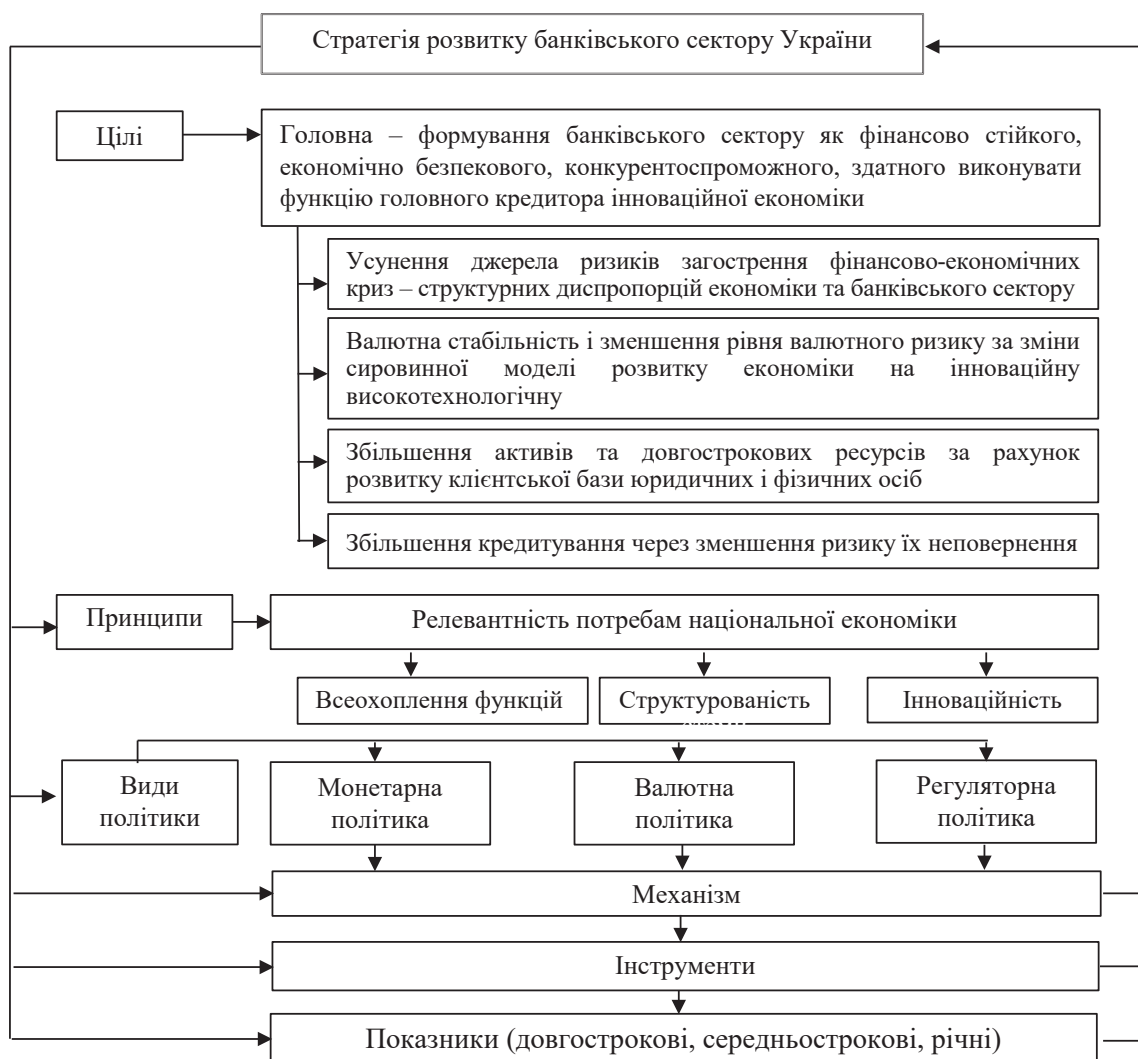 Стратегія розвитку банківського сектору України
Цілі
Головна – формування банківського сектору як фінансово стійкого,
економічно безпекового, конкурентоспроможного, здатного виконувати
функцію головного кредитора інноваційної економіки
Усунення джерела ризиків загострення фінансово-економічних
криз – структурних диспропорцій економіки та банківського сектору
Валютна стабільність і зменшення рівня валютного ризику за зміни
сировинної моделі розвитку економіки на інноваційну
високотехнологічну
Збільшення активів та довгострокових ресурсів за рахунок
розвитку клієнтської бази юридичних і фізичних осіб
Збільшення кредитування через зменшення ризику їх неповернення
Принципи
Релевантність потребам національної економіки
Всеохоплення функцій
Структурованість
Інноваційність
Види
політики
Монетарна
політика
Валютна
політика
Регуляторна
політика
Механізм
Інструменти
Показники (довгострокові, середньострокові, річні)